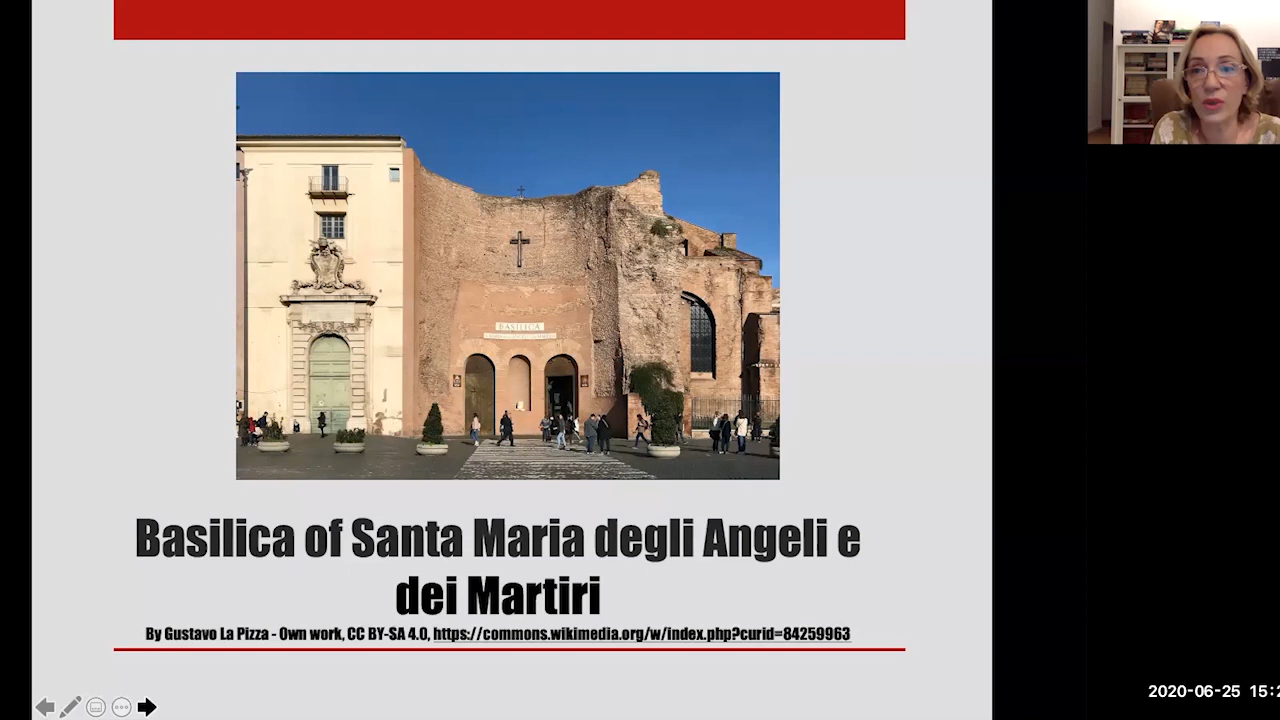 BASILICA
Basilica of Santa Maria degli Angeli e
dei Martiri
By Gustavo La Pizza - Own work, CC BY-SA 4.0, https://commons.wikimedia.org/w/index.php?curid=84259963
2020-06-25 15:2